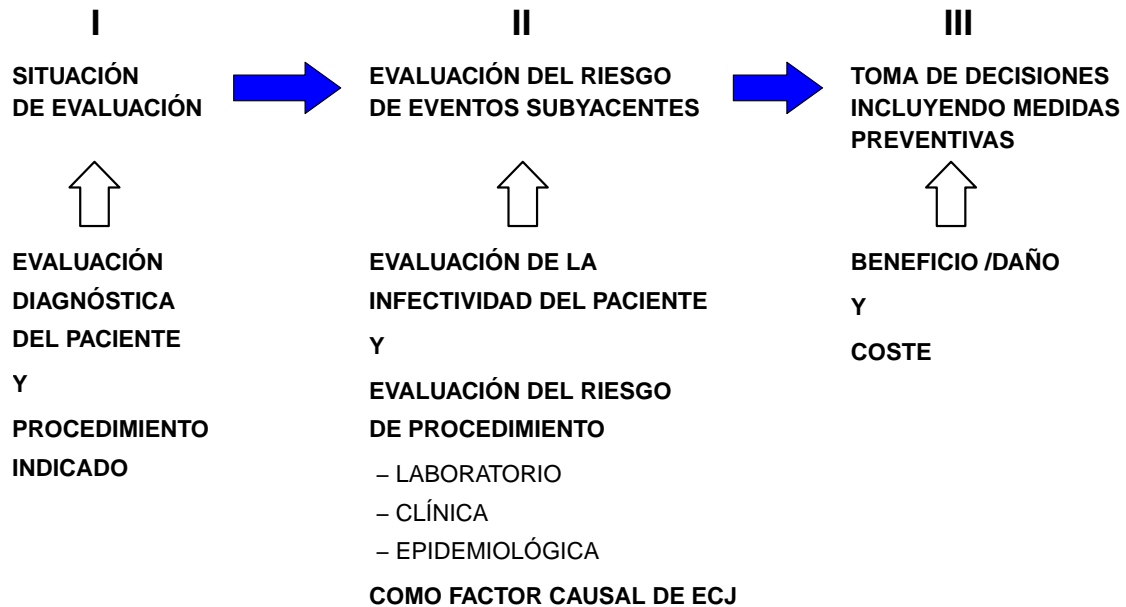 I
SITUACIÓN
DE EVALUACIÓN
EVALUACIÓN
DIAGNÓSTICA
DEL PACIENTE
Y
PROCEDIMIENTO
INDICADO
II
EVALUACIÓN DEL RIESGO
DE EVENTOS SUBYACENTES
EVALUACIÓN DE LA
INFECTIVIDAD DEL PACIENTE
Y
EVALUACIÓN DEL RIESGO
DE PROCEDIMIENTO
– LABORATORIO
– CLÍNICA
– EPIDEMIOLÓGICA
COMO FACTOR CAUSAL DE ECJ
III
TOMA DE DECISIONES
INCLUYENDO MEDIDAS
PREVENTIVAS
BENEFICIO /DAÑO
Y
COSTE